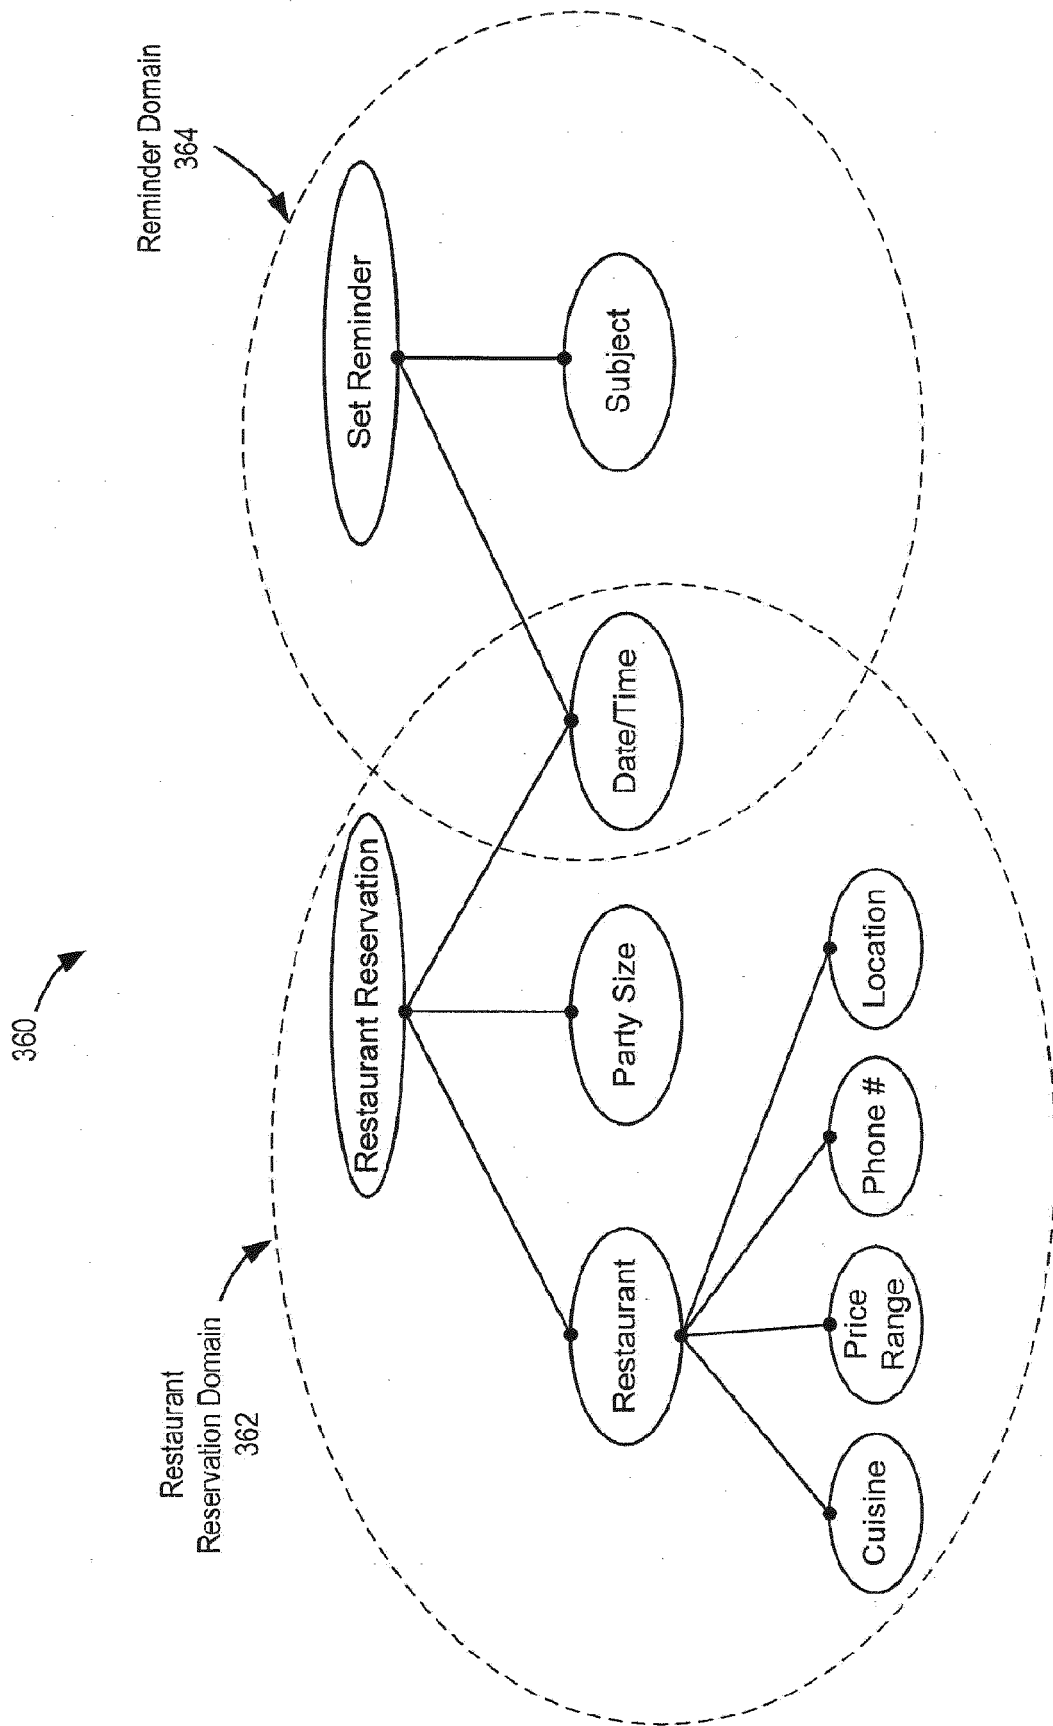 360
Restaurant
Reservation Domain
362
Reminder Domain
364
Restaurant Reservation
Set Reminder
Restaurant
Party Size
Date/Time
Subject
Cuisine
Price
Range
Phone #
Location